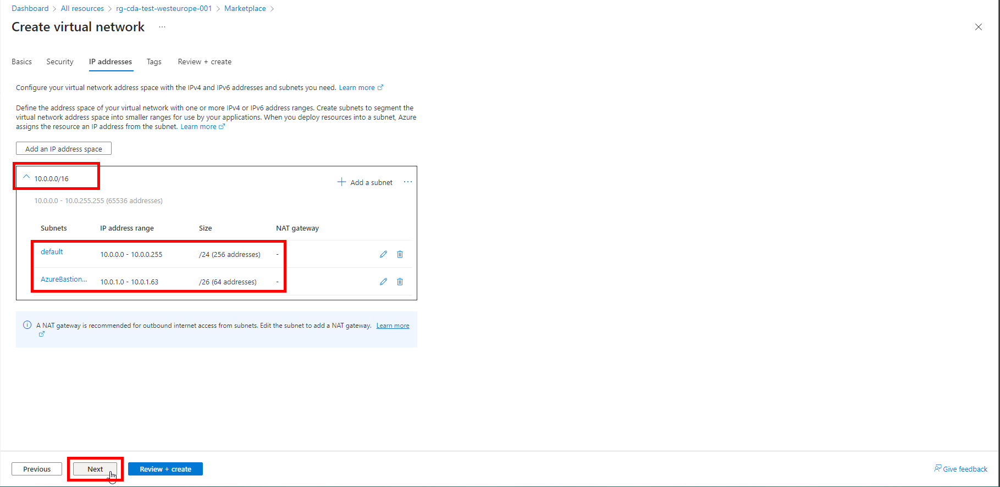 Dashboard > All resources > rg-cda-test-westeurope-001 > Marketplace >
Create virtual network ...
Basics Security IP addresses Tags Review + create
Configure your virtual network address space with the IPv4 and IPv6 addresses and subnets you need. Learn more
Define the address space of your virtual network with one or more IPv4 or IPv6 address ranges. Create subnets to segment the
virtual network address space into smaller ranges for use by your applications. When you deploy resources into a subnet, Azure
assigns the resource an IP address from the subnet. Learn more
Add an IP address space
10.0.0.0/16
+ Add a subnet ...
10.0.0.0 - 10.0.255.255 (65536 addresses)
Subnets IP address range Size NAT gateway
default 10.0.0.0 - 10.0.0.255 /24 (256 addresses) -
AzureBastion... 10.0.1.0 - 10.0.1.63 /26 (64 addresses) -
A NAT gateway is recommended for outbound internet access from subnets. Edit the subnet to add a NAT gateway. Learn more
Previous Next Review + create Give feedback